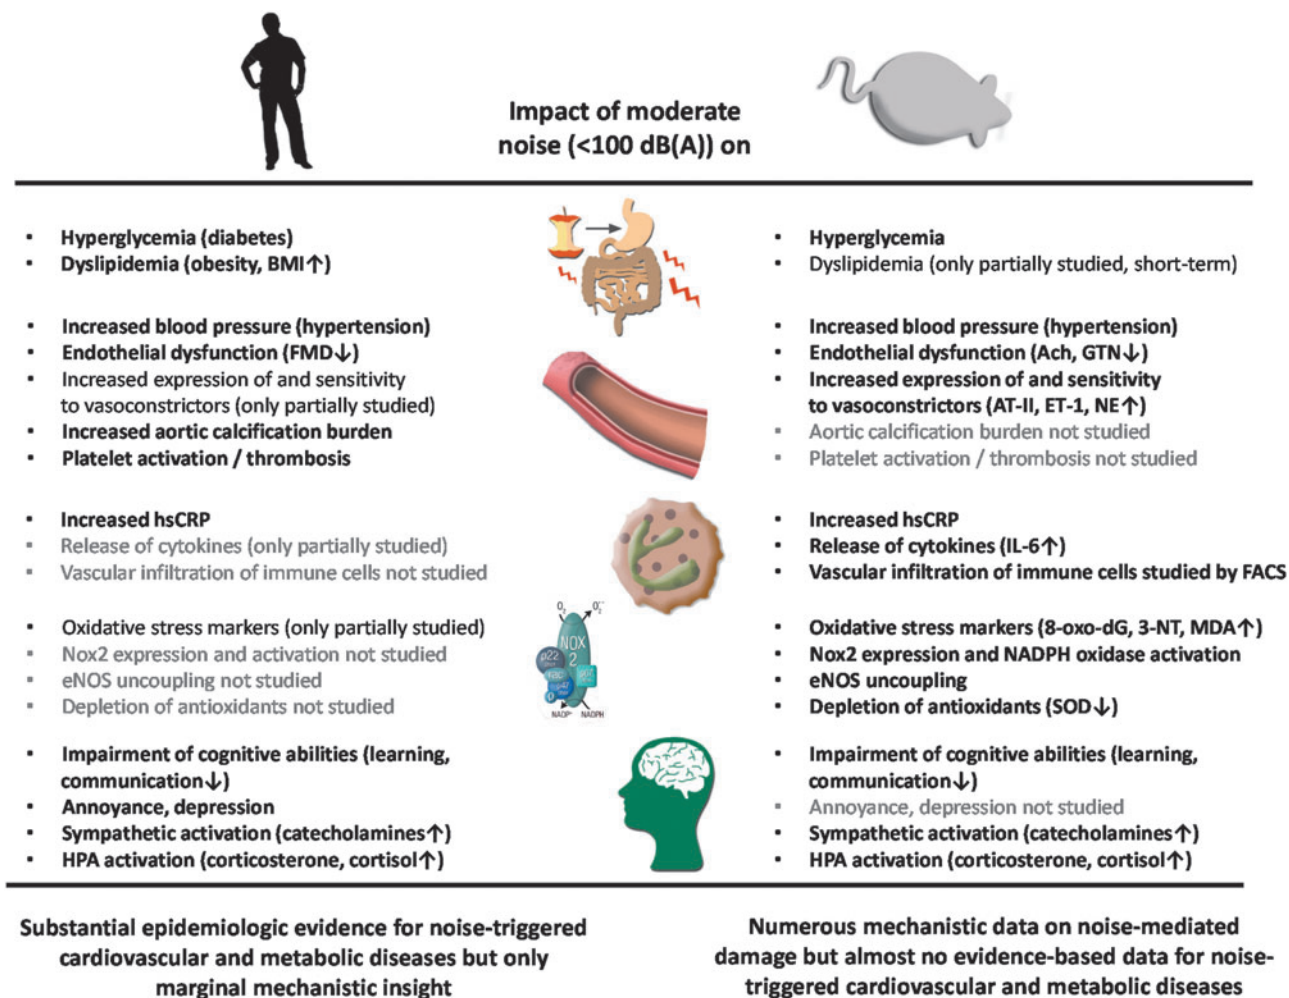 Impact of moderate
noise (<100 dB(A)) on
▪ Hyperglycemia (diabetes)
▪ Dyslipidemia (obesity, BMI↑)
▪ Increased blood pressure (hypertension)
▪ Endothelial dysfunction (FMD↓)
▪ Increased expression of and sensitivity
to vasoconstrictors (only partially studied)
▪ Increased aortic calcification burden
▪ Platelet activation / thrombosis
▪ Increased hsCRP
▪ Release of cytokines (only partially studied)
▪ Vascular infiltration of immune cells not studied
▪ Oxidative stress markers (only partially studied)
▪ Nox2 expression and activation not studied
▪ eNOS uncoupling not studied
▪ Depletion of antioxidants not studied
▪ Impairment of cognitive abilities (learning,
communication↓)
▪ Annoyance, depression
▪ Sympathetic activation (catecholamines↑)
▪ HPA activation (corticosterone, cortisol↑)
O2 O2
NOX
2
p22
rac
p47
NADP+ NADPH
▪ Hyperglycemia
▪ Dyslipidemia (only partially studied, short-term)
▪ Increased blood pressure (hypertension)
▪ Endothelial dysfunction (Ach, GTN↓)
▪ Increased expression of and sensitivity
to vasoconstrictors (AT-II, ET-1, NE↑)
▪ Aortic calcification burden not studied
▪ Platelet activation / thrombosis not studied
▪ Increased hsCRP
▪ Release of cytokines (IL-6↑)
▪ Vascular infiltration of immune cells studied by FACS
▪ Oxidative stress markers (8-oxo-dG, 3-NT, MDA↑)
▪ Nox2 expression and NADPH oxidase activation
▪ eNOS uncoupling
▪ Depletion of antioxidants (SOD↓)
▪ Impairment of cognitive abilities (learning,
communication↓)
▪ Annoyance, depression not studied
▪ Sympathetic activation (catecholamines↑)
▪ HPA activation (corticosterone, cortisol↑)
Substantial epidemiologic evidence for noise-triggered
cardiovascular and metabolic diseases but only
marginal mechanistic insight
Numerous mechanistic data on noise-mediated
damage but almost no evidence-based data for noise-
triggered cardiovascular and metabolic diseases